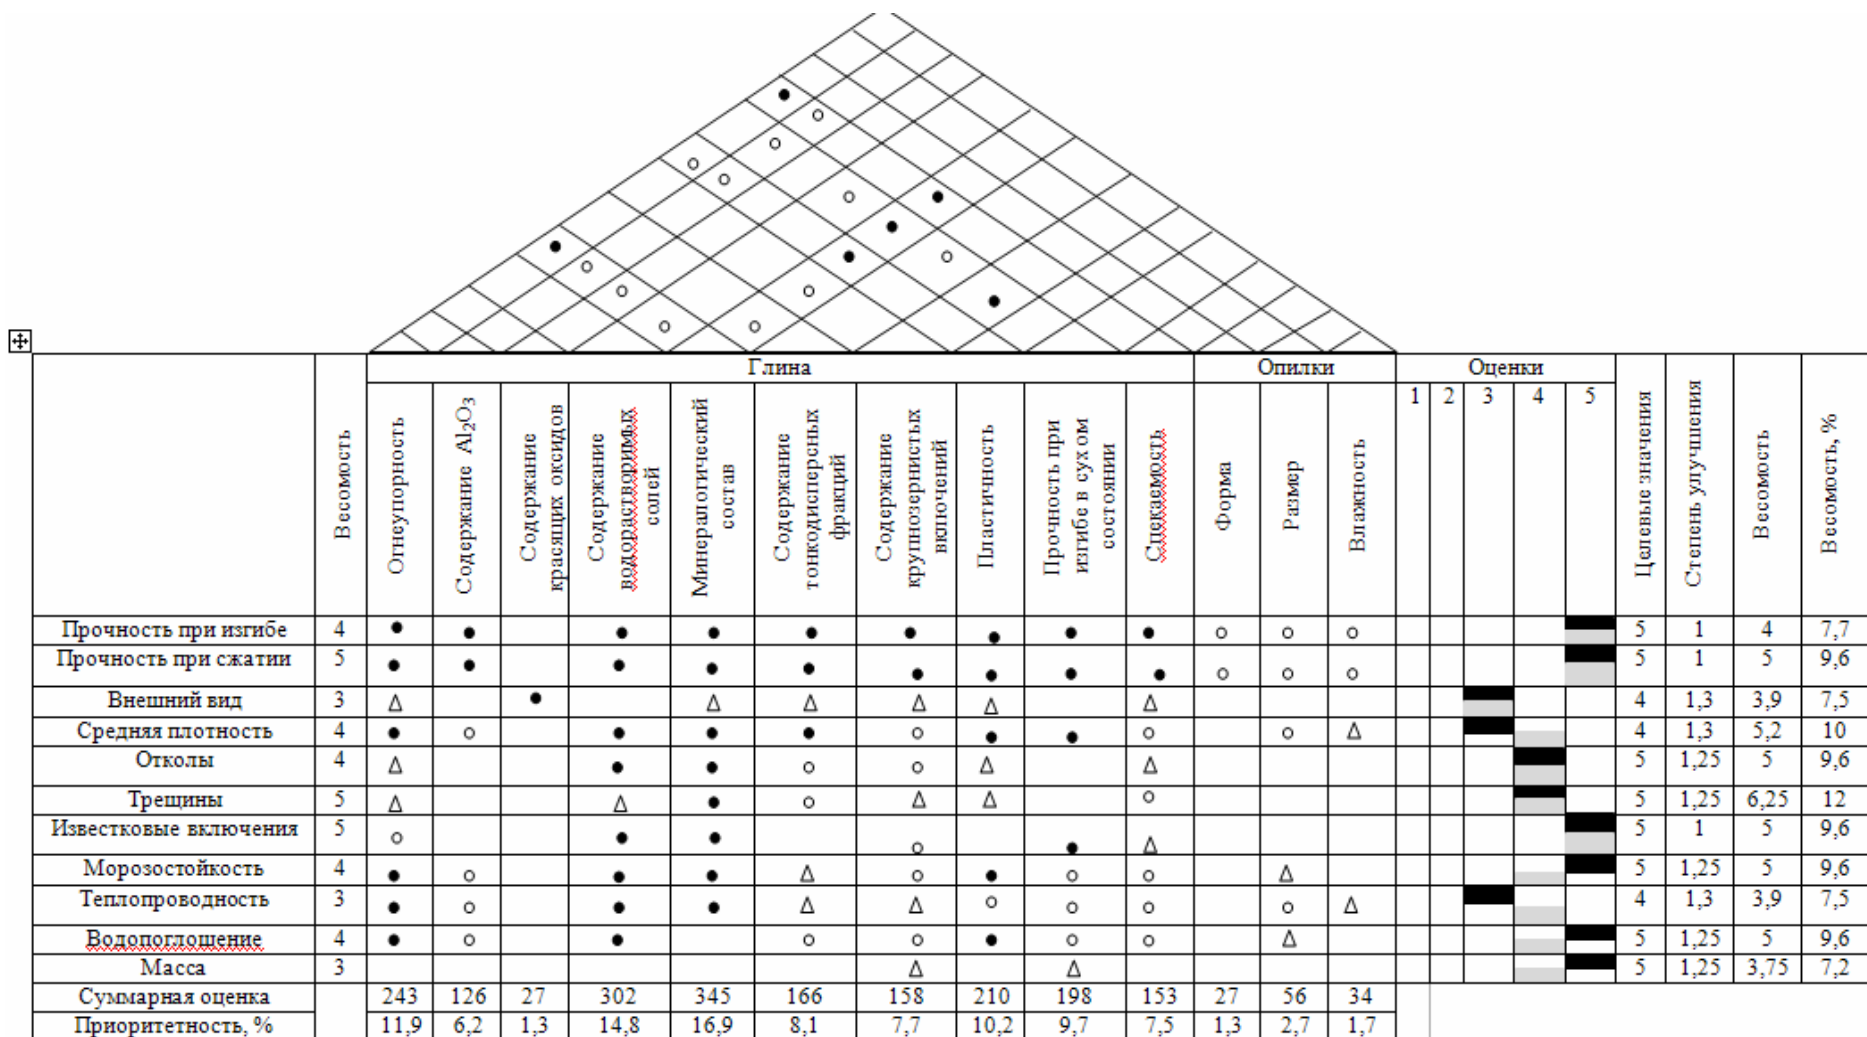 Глина Опилки Оценки
Весомость
Огнеупорность
Содержание Al₂O₃
Содержание
красящих оксидов
Содержание
водорастворимых
солей
Минералогический
состав
Содержание
тонкодисперсных
фракций
Содержание
крупнозернистых
включений
Пластичность
Прочность при
изгибе в сухом
состоянии
Спекаемость
Форма
Размер
Влажность
1 2 3 4 5
Целевые значения
Степень улучшения
Весомость
Весомость, %
Прочность при изгибе 4 ● ● ● ● ● ● ● ● ● ○ ○ ○ 5 1 4 7,7
Прочность при сжатии 5 ● ● ● ● ● ● ● ● ● ○ ○ ○ 5 1 5 9,6
Внешний вид 3 Δ ● Δ Δ Δ Δ Δ 4 1,3 3,9 7,5
Средняя плотность 4 ● ○ ● ● ● ○ ● ● ○ ○ Δ 4 1,3 5,2 10
Отколы 4 Δ ● ● ○ ○ Δ Δ 5 1,25 5 9,6
Трещины 5 Δ Δ ● ○ Δ Δ ○ 5 1,25 6,25 12
Известковые включения 5 ○ ● ● ○ ● Δ 5 1 5 9,6
Морозостойкость 4 ● ○ ● ● Δ ○ ● ○ ○ Δ 5 1,25 5 9,6
Теплопроводность 3 ● ○ ● ● Δ Δ ○ ○ ○ ○ Δ 4 1,3 3,9 7,5
Водопоглошение 4 ● ○ ● ○ ○ ● ○ ○ Δ 5 1,25 5 9,6
Масса 3 Δ Δ 5 1,25 3,75 7,2
Суммарная оценка 243 126 27 302 345 166 158 210 198 153 27 56 34
Приоритетность, % 11,9 6,2 1,3 14,8 16,9 8,1 7,7 10,2 9,7 7,5 1,3 2,7 1,7